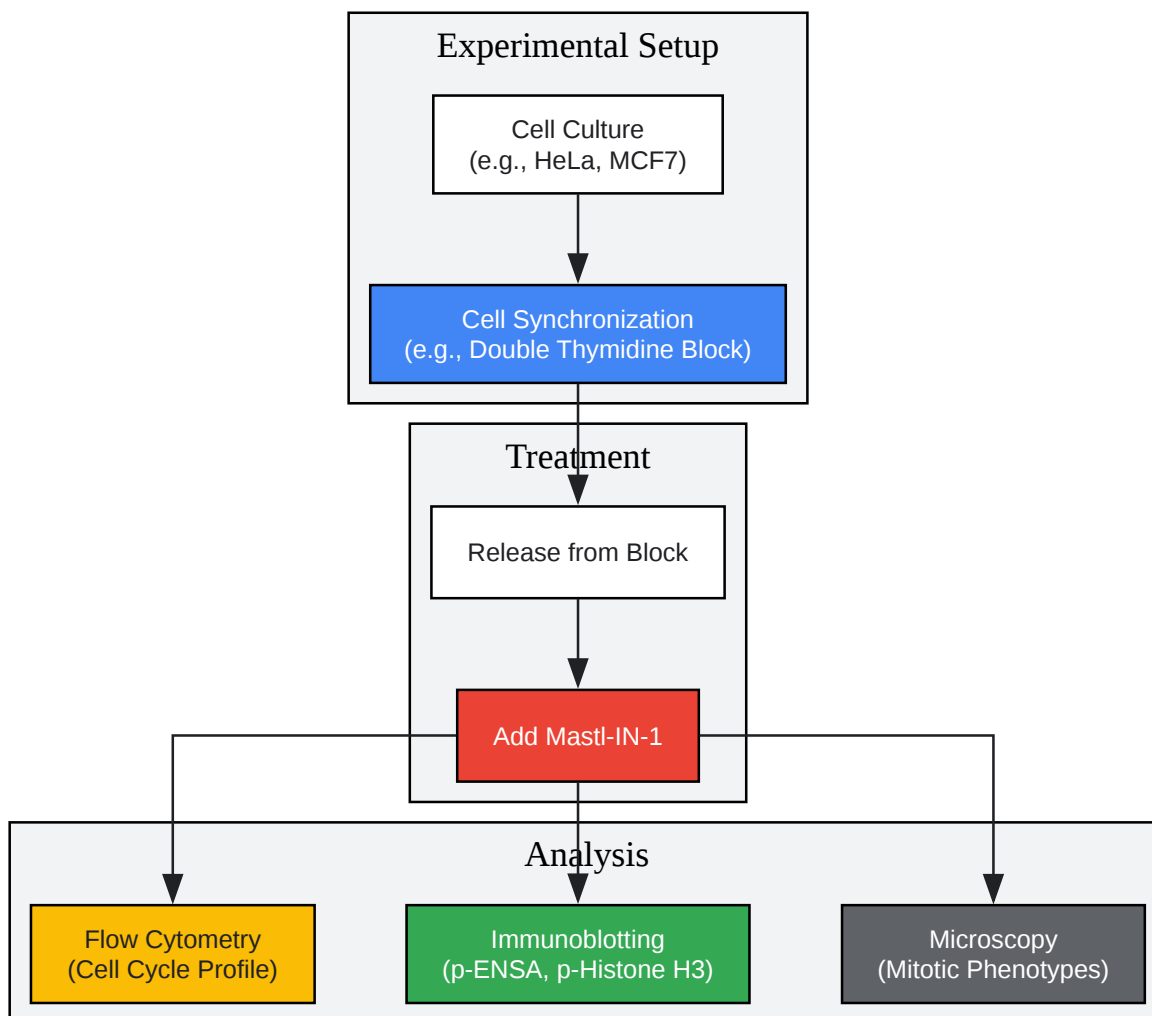 Experimental Setup
Cell Culture
(e.g., HeLa, MCF7)
Cell Synchronization
(e.g., Double Thymidine Block)
Treatment
Release from Block
Add Mastl-IN-1
Analysis
Flow Cytometry
(Cell Cycle Profile)
Immunoblotting
(p-ENSA, p-Histone H3)
Microscopy
(Mitotic Phenotypes)